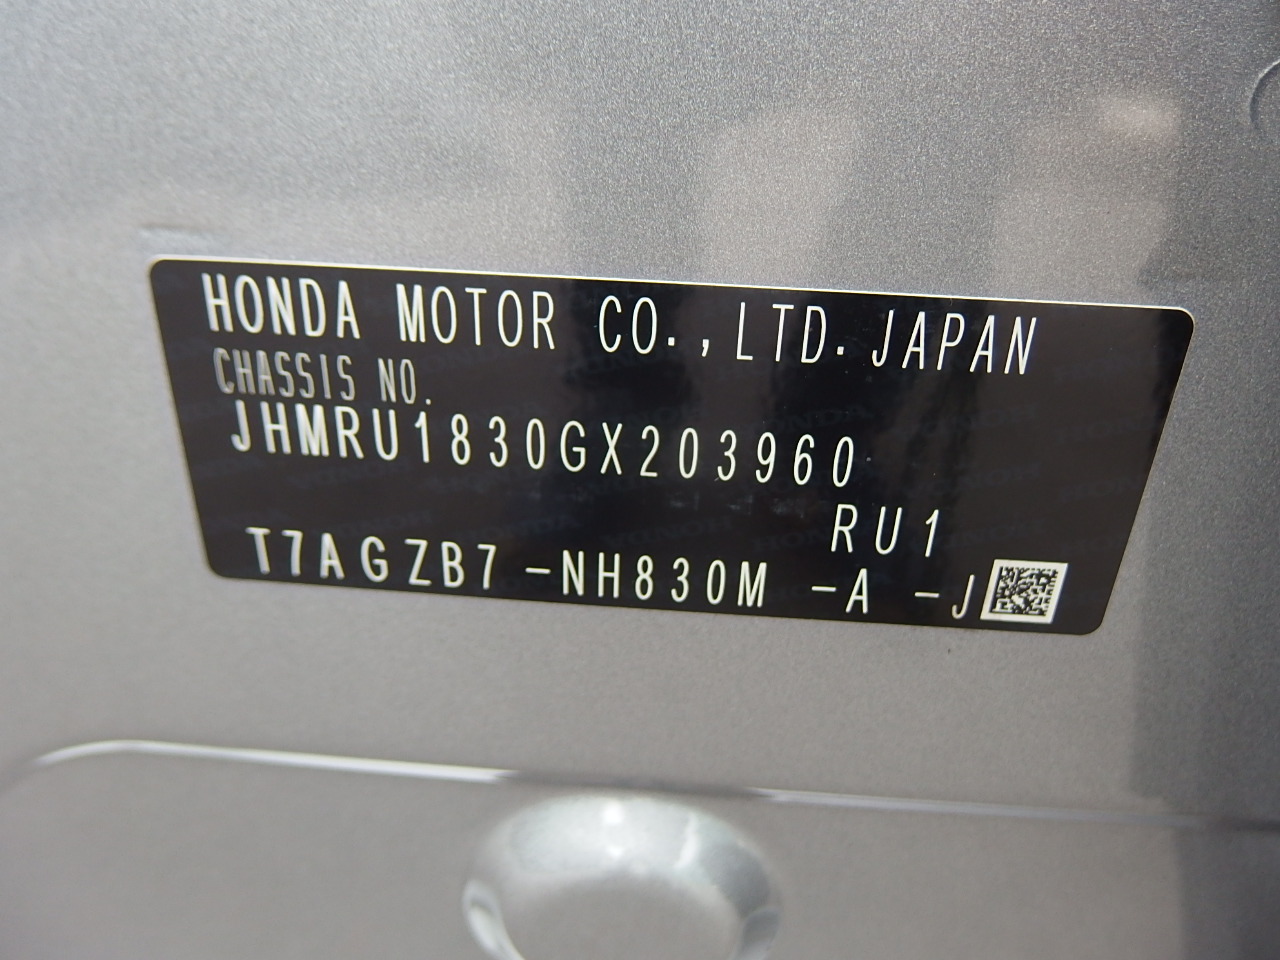 HONDA MOTOR CO.,LTD. JAPAN
CHASSIS NO.
JHMRU1830GX203960
RU1
T7AGZB7 -NH830M -A -J